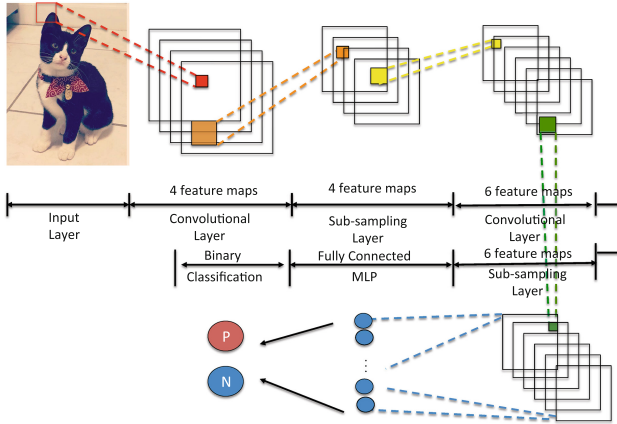 4 feature maps
4 feature maps
6 feature maps
Input
Layer
Convolutional
Layer
Sub-sampling
Layer
Convolutional
Layer
Binary
Classification
Fully Connected
MLP
6 feature maps
Sub-sampling
Layer
P
N